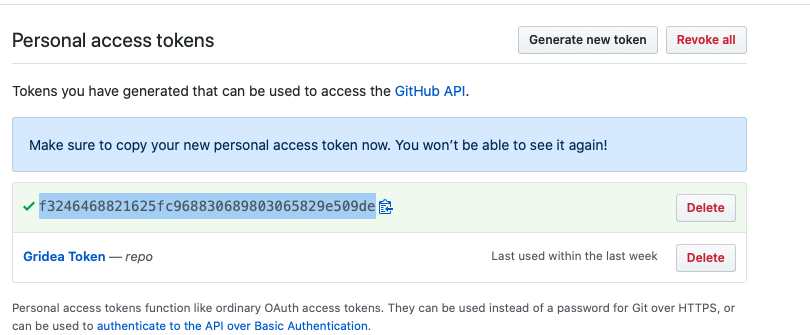 Personal access tokens
Generate new token
Revoke all
Tokens you have generated that can be used to access the GitHub API.
Make sure to copy your new personal access token now. You won’t be able to see it again!
f3246468821625fc968830689803065829e509de
Delete
Gridea Token — repo
Last used within the last week
Delete
Personal access tokens function like ordinary OAuth access tokens. They can be used instead of a password for Git over HTTPS, or
can be used to authenticate to the API over Basic Authentication.